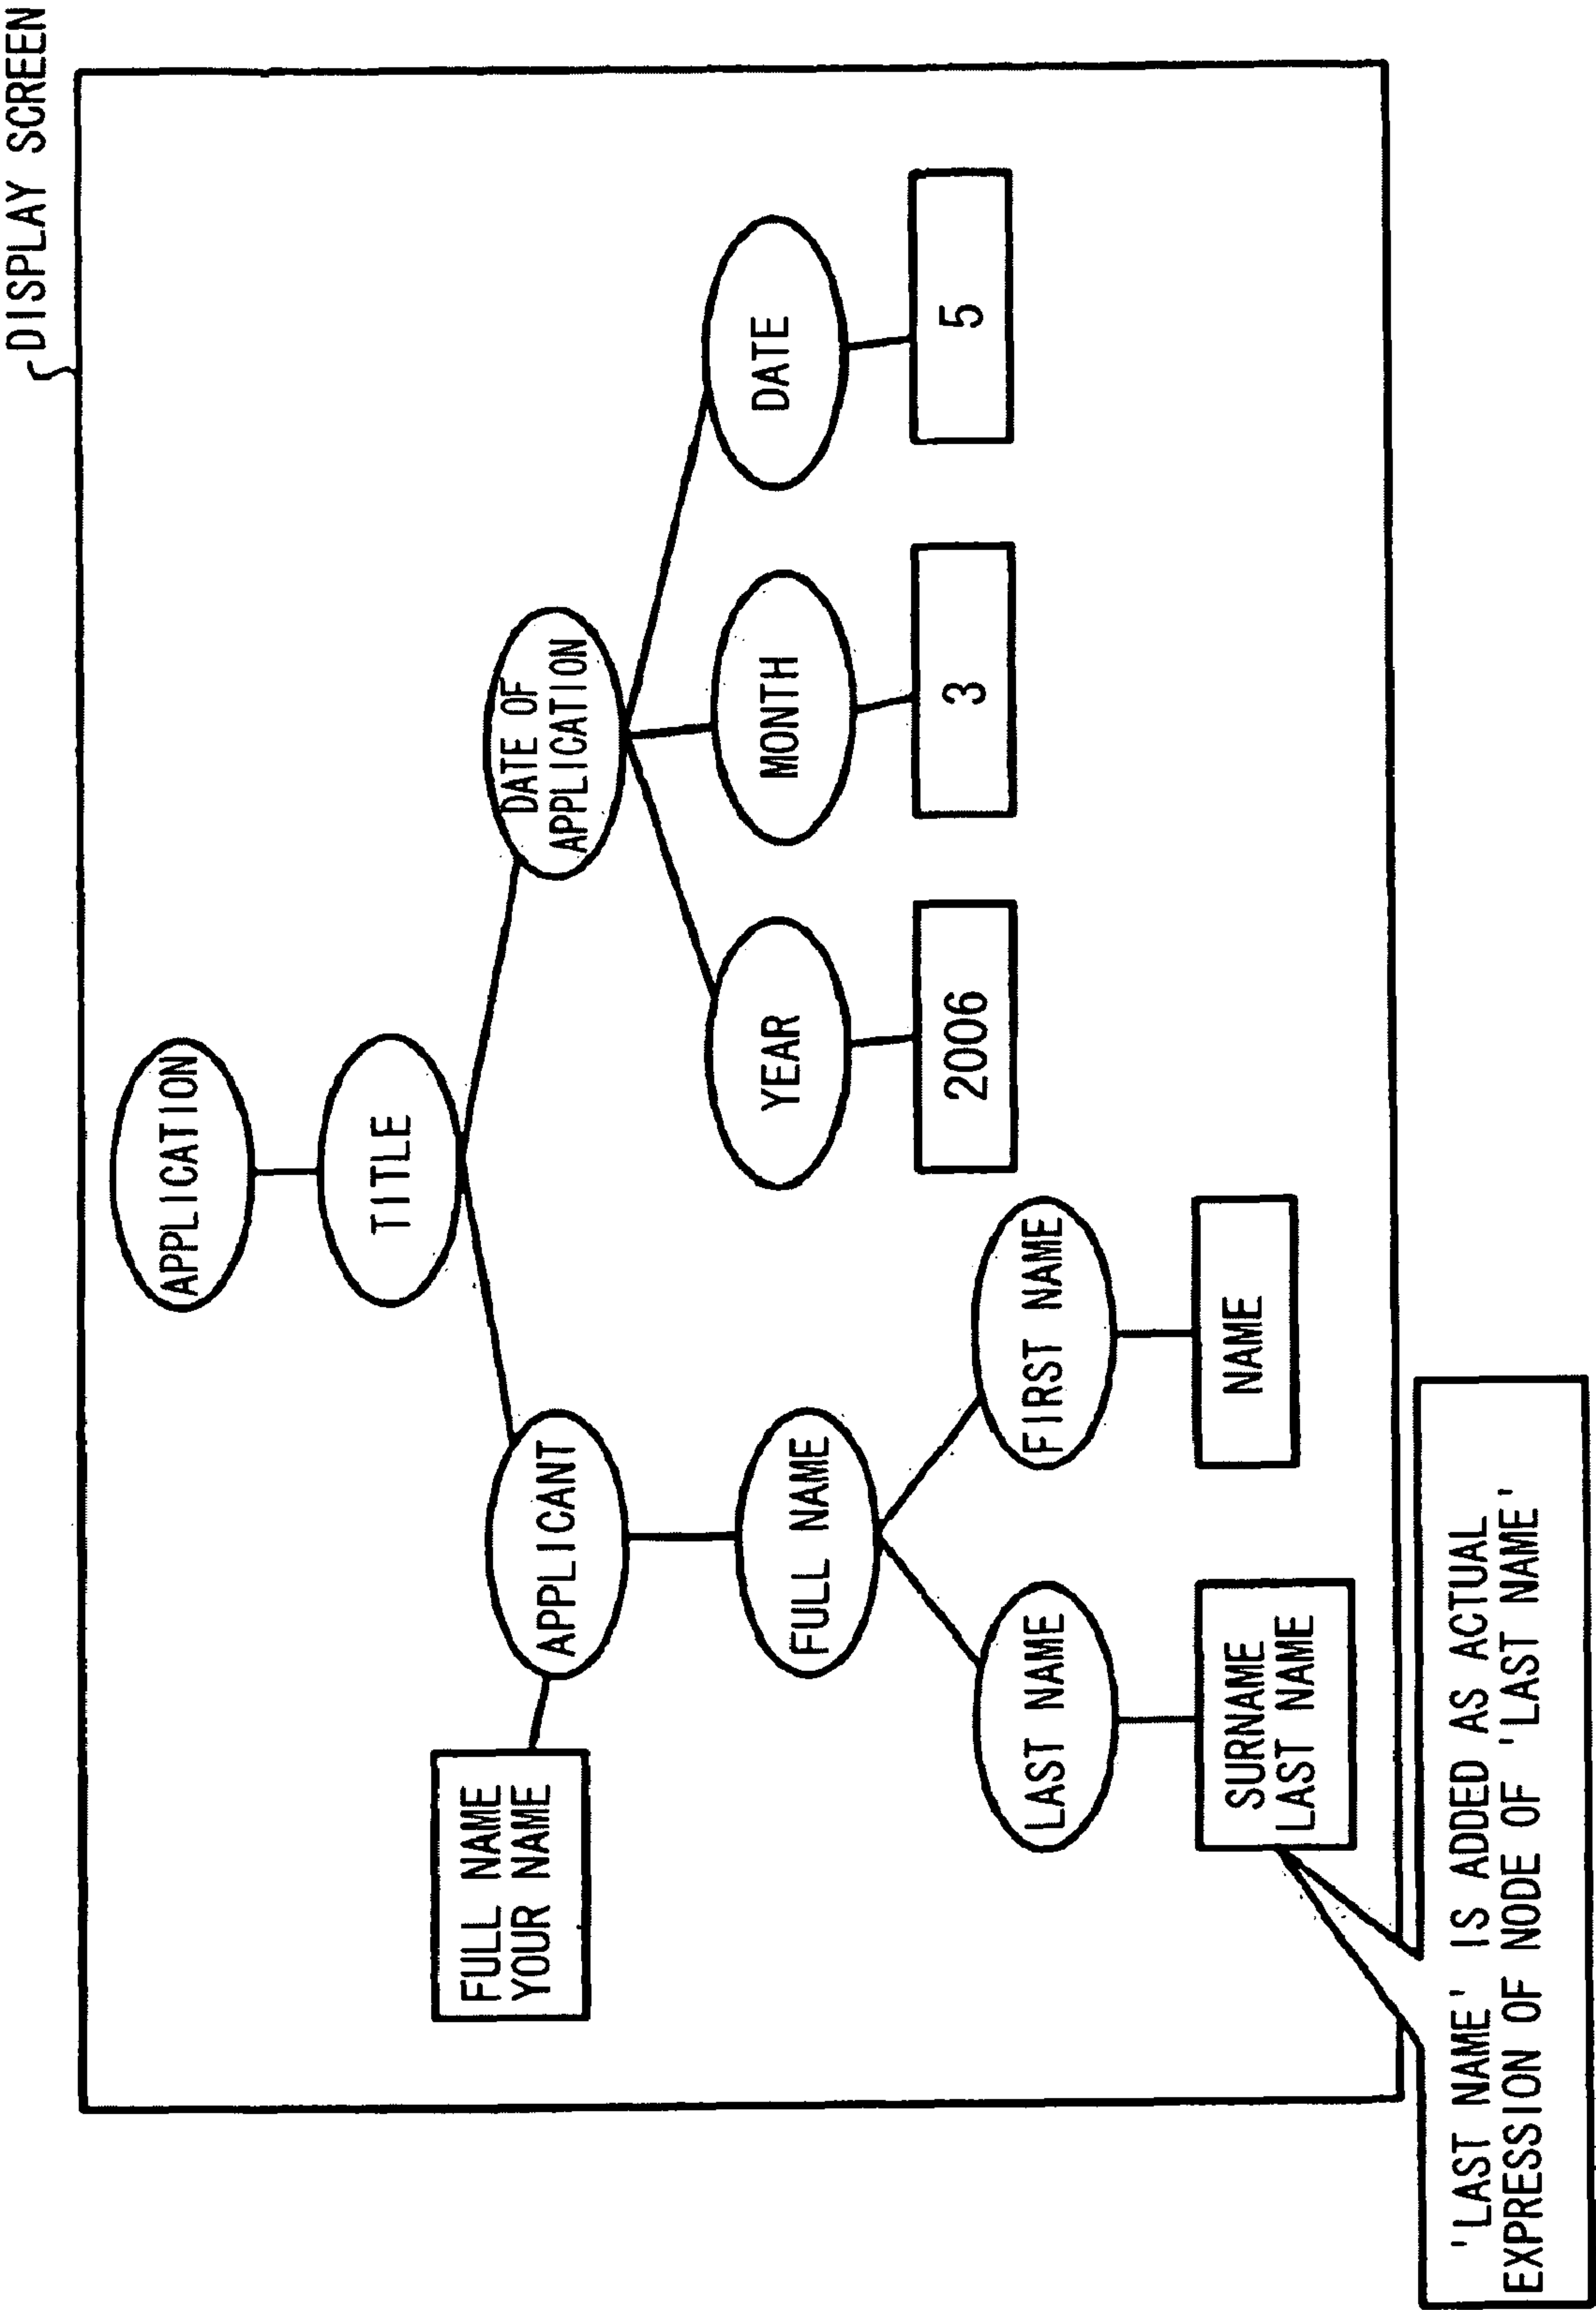 DISPLAY SCREEN
APPLICATION
TITLE
FULL NAME
YOUR NAME
APPLICANT
DATE OF
APPLICATION
FULL NAME
YEAR
MONTH
DATE
2006
3
5
LAST NAME
FIRST NAME
SURNAME
LAST NAME
NAME
'LAST NAME' IS ADDED AS ACTUAL
EXPRESSION OF NODE OF 'LAST NAME'